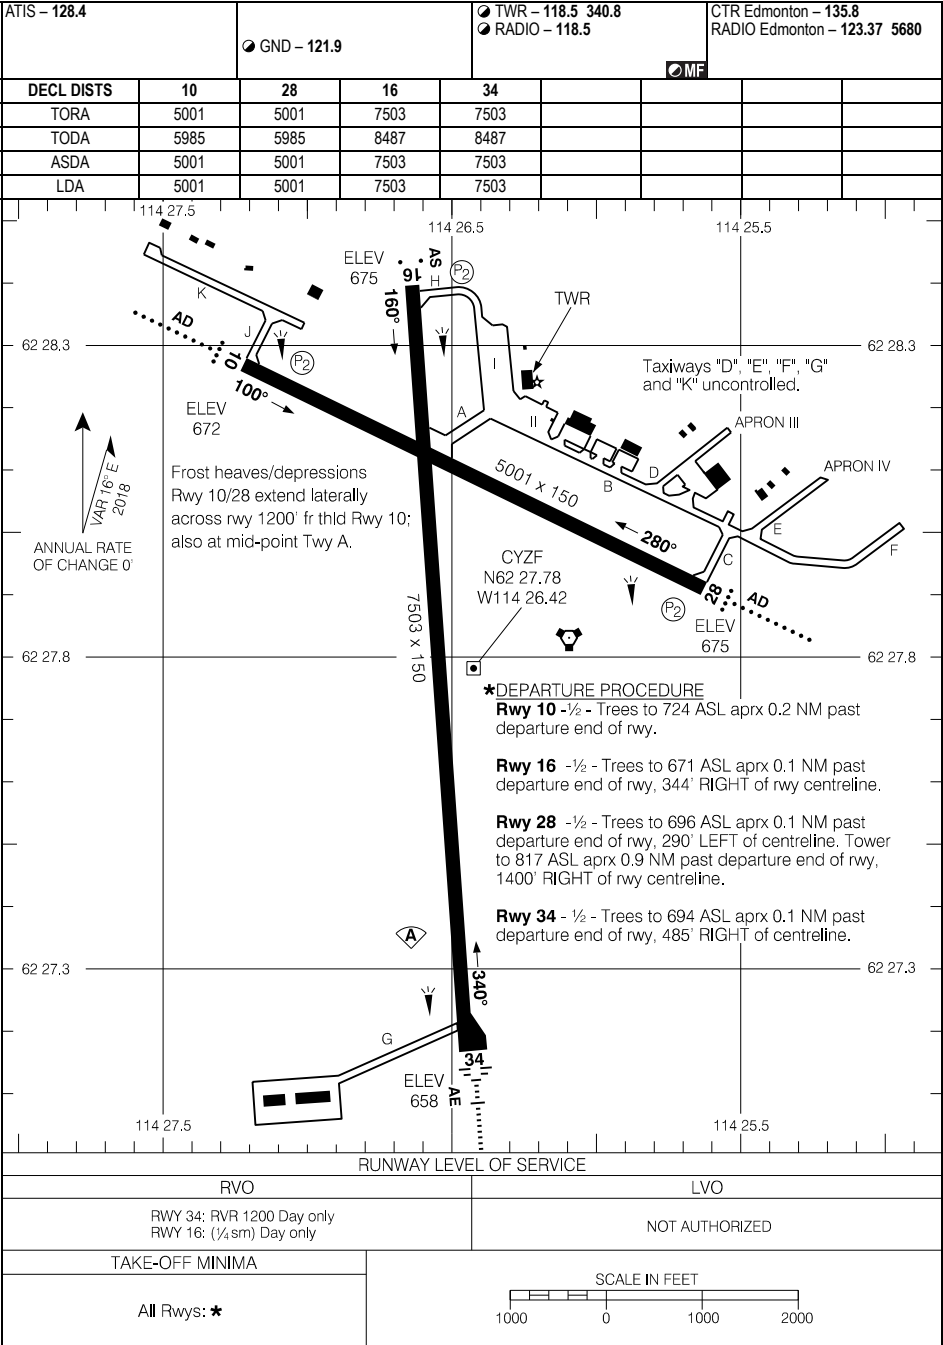 ATIS – 128.4
GND – 121.9
TWR – 118.5 340.8
RADIO – 118.5
MF
CTR Edmonton – 135.8
RADIO Edmonton – 123.37 5680
DECL DISTS 10 28 16 34
TORA 5001 5001 7503 7503
TODA 5985 5985 8487 8487
ASDA 5001 5001 7503 7503
LDA 5001 5001 7503 7503
114 27.5
114 26.5
114 25.5
ELEV
675
16
AS
H
P2
160°
K
AD
J
10
P2
100°
ELEV
672
TWR
I
II
A
62 28.3
62 28.3
Taxiways "D", "E", "F", "G"
and "K" uncontrolled.
APRON III
APRON IV
D
B
E
F
C
5001 x 150
280°
28
AD
P2
ELEV
675
VAR 16° E
2018
ANNUAL RATE
OF CHANGE 0'
Frost heaves/depressions
Rwy 10/28 extend laterally
across rwy 1200' fr thld Rwy 10;
also at mid-point Twy A.
CYZF
N62 27.78
W114 26.42
7503 x 150
62 27.8
62 27.8
*DEPARTURE PROCEDURE
Rwy 10 -½ - Trees to 724 ASL aprx 0.2 NM past
departure end of rwy.
Rwy 16 -½ - Trees to 671 ASL aprx 0.1 NM past
departure end of rwy, 344' RIGHT of rwy centreline.
Rwy 28 -½ - Trees to 696 ASL aprx 0.1 NM past
departure end of rwy, 290' LEFT of centreline. Tower
to 817 ASL aprx 0.9 NM past departure end of rwy,
1400' RIGHT of rwy centreline.
Rwy 34 - ½ - Trees to 694 ASL aprx 0.1 NM past
departure end of rwy, 485' RIGHT of centreline.
A
62 27.3
62 27.3
340°
G
34
ELEV
658
AE
114 27.5
114 25.5
RUNWAY LEVEL OF SERVICE
RVO
LVO
RWY 34: RVR 1200 Day only
RWY 16: (¼ sm) Day only
NOT AUTHORIZED
TAKE-OFF MINIMA
All Rwys: *
SCALE IN FEET
1000 0 1000 2000